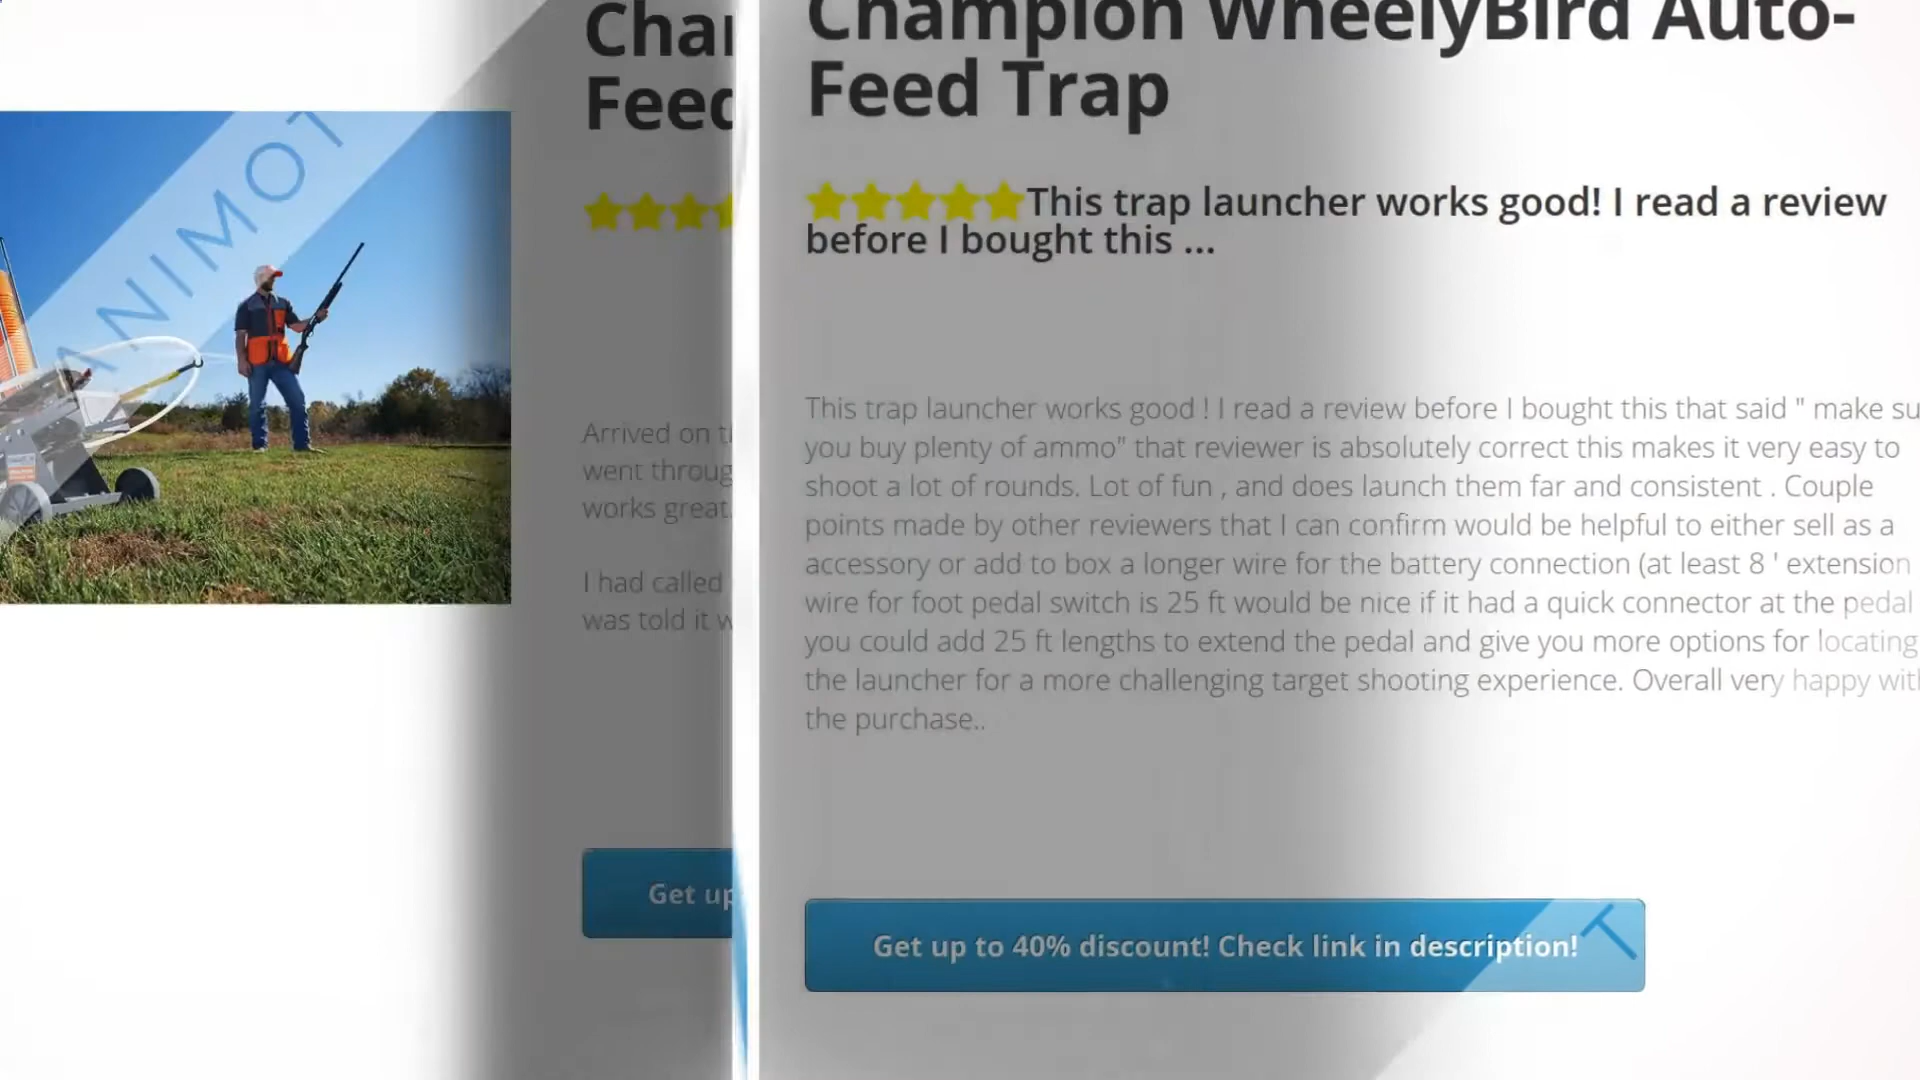 ANIMOT
Cha
Feed
Arrived on
went throug
works great.
I had called
was told it w
Get up
Champion WheelyBird Auto-
Feed Trap
This trap launcher works good! I read a review
before I bought this ...
This trap launcher works good ! I read a review before I bought this that said " make su
you buy plenty of ammo" that reviewer is absolutely correct this makes it very easy to
shoot a lot of rounds. Lot of fun , and does launch them far and consistent . Couple
points made by other reviewers that I can confirm would be helpful to either sell as a
accessory or add to box a longer wire for the battery connection (at least 8 ' extension
wire for foot pedal switch is 25 ft would be nice if it had a quick connector at the pedal
you could add 25 ft lengths to extend the pedal and give you more options for locating
the launcher for a more challenging target shooting experience. Overall very happy with
the purchase..
Get up to 40% discount! Check link in description!
T